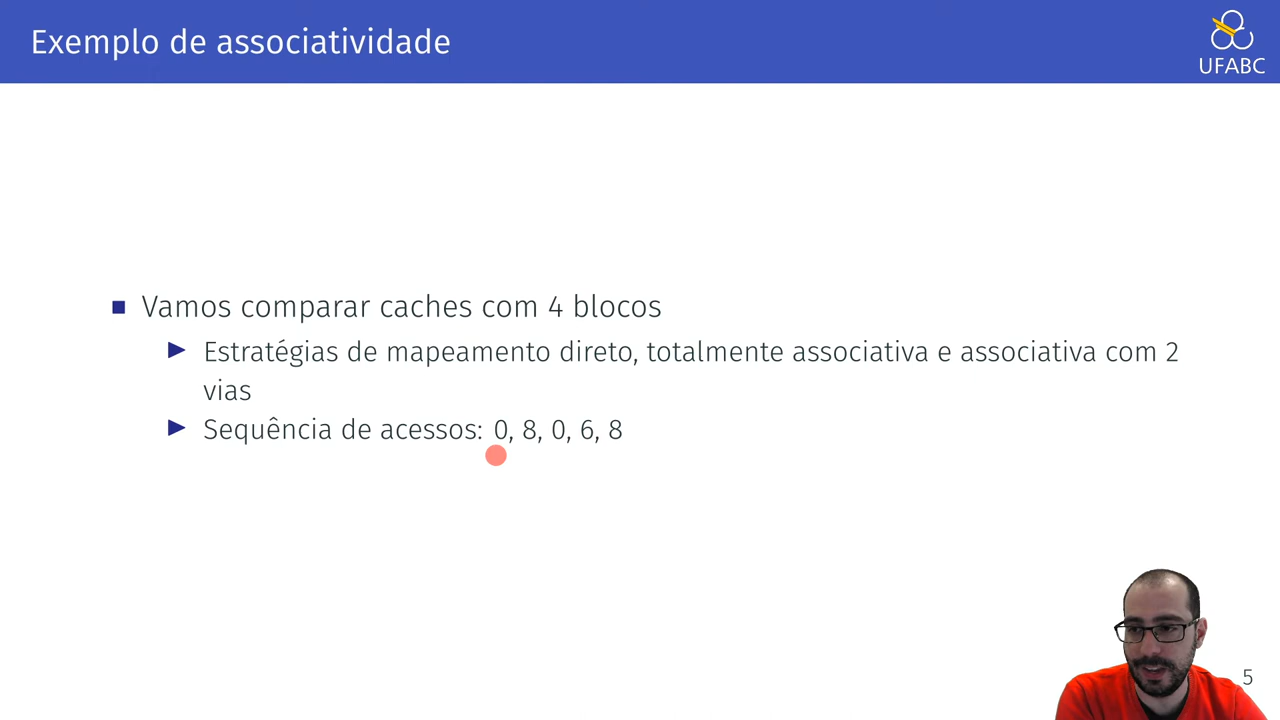 Exemplo de associatividade
UFABC
Vamos comparar caches com 4 blocos
Estratégias de mapeamento direto, totalmente associativa e associativa com 2
vias
Sequência de acessos: 0, 8, 0, 6, 8
5